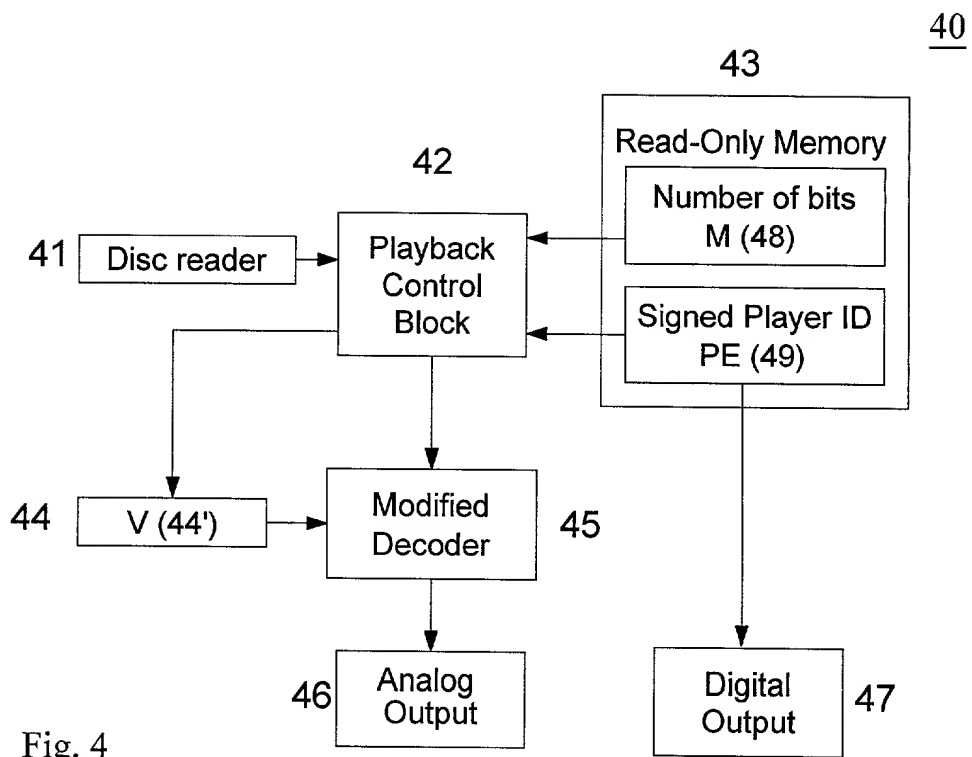 40
43
Read-Only Memory
42
Number of bits
M (48)
41
Disc reader
Playback
Control
Block
Signed Player ID
PE (49)
44
V (44')
Modified
Decoder
45
46
Analog
Output
Digital
Output
47
Fig. 4